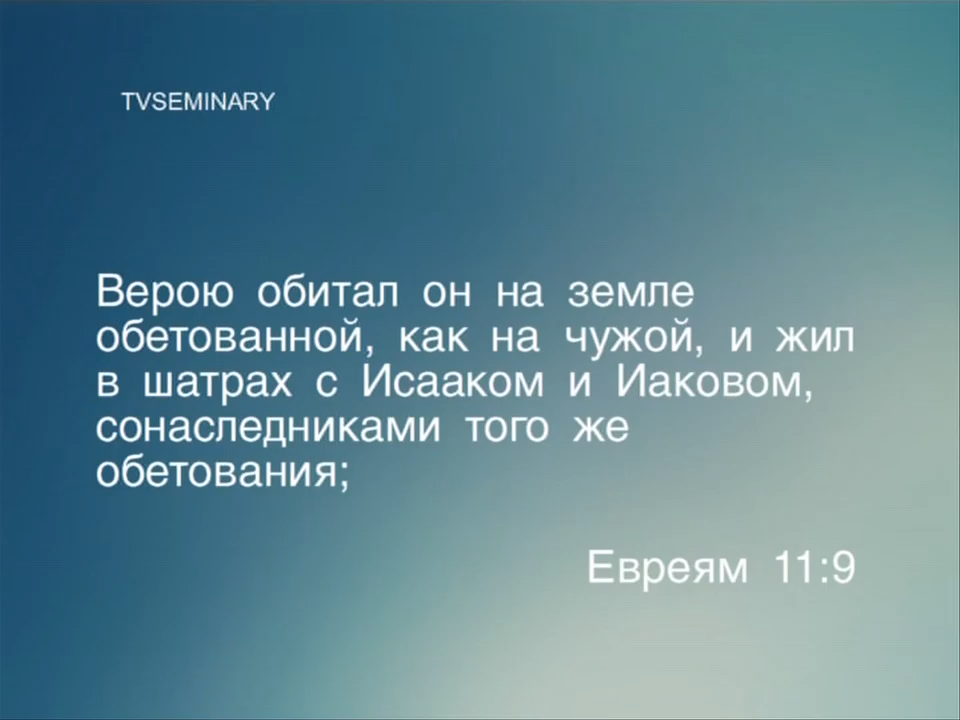 TVSEMINARY
Верою обитал он на земле
обетованной, как на чужой, и жил
в шатрах с Исааком и Иаковом,
сонаследниками того же
обетования;
Евреям 11:9